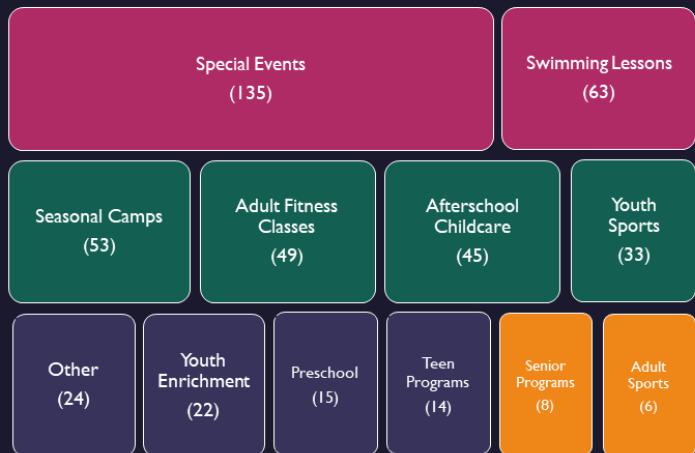 Special Events
(135)
Swimming Lessons
(63)
Seasonal Camps
(53)
Adult Fitness
Classes
(49)
Afterschool
Childcare
(45)
Youth
Sports
(33)
Other
(24)
Youth
Enrichment
(22)
Preschool
(15)
Teen
Programs
(14)
Senior
Programs
(8)
Adult
Sports
(6)